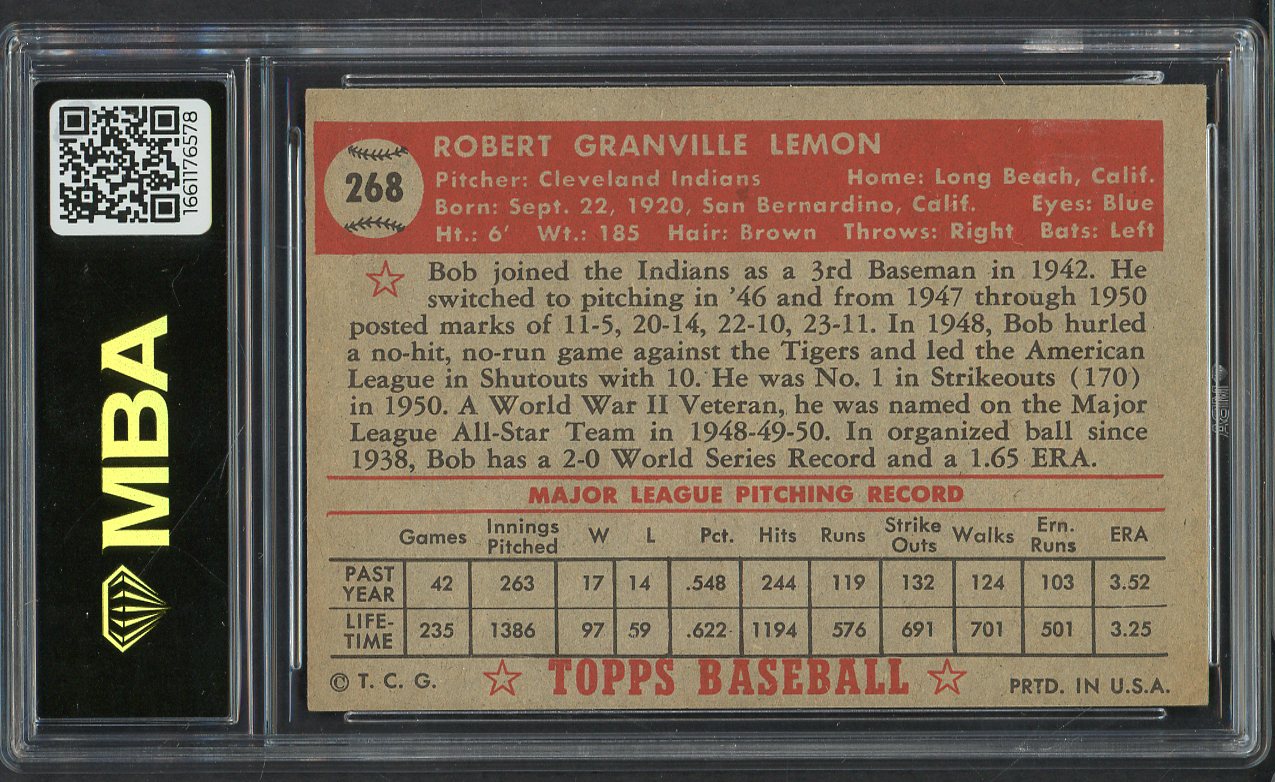 1661176578
MBA
268
ROBERT GRANVILLE LEMON
Pitcher: Cleveland Indians Home: Long Beach, Calif.
Born: Sept. 22, 1920, San Bernardino, Calif. Eyes: Blue
Ht.: 6' Wt.: 185 Hair: Brown Throws: Right Bats: Left
Bob joined the Indians as a 3rd Baseman in 1942. He
switched to pitching in '46 and from 1947 through 1950
posted marks of 11-5, 20-14, 22-10, 23-11. In 1948, Bob hurled
a no-hit, no-run game against the Tigers and led the American
League in Shutouts with 10. He was No. 1 in Strikeouts (170)
in 1950. A World War II Veteran, he was named on the Major
League All-Star Team in 1948-49-50. In organized ball since
1938, Bob has a 2-0 World Series Record and a 1.65 ERA.
MAJOR LEAGUE PITCHING RECORD
Games Innings Pitched W L Pct. Hits Runs Strike Outs Walks Ern. Runs ERA
PAST YEAR 42 263 17 14 .548 244 119 132 124 103 3.52
LIFE-TIME 235 1386 97 59 .622 1194 576 691 701 501 3.25
© T. C. G. TOPPS BASEBALL PRTD. IN U.S.A.